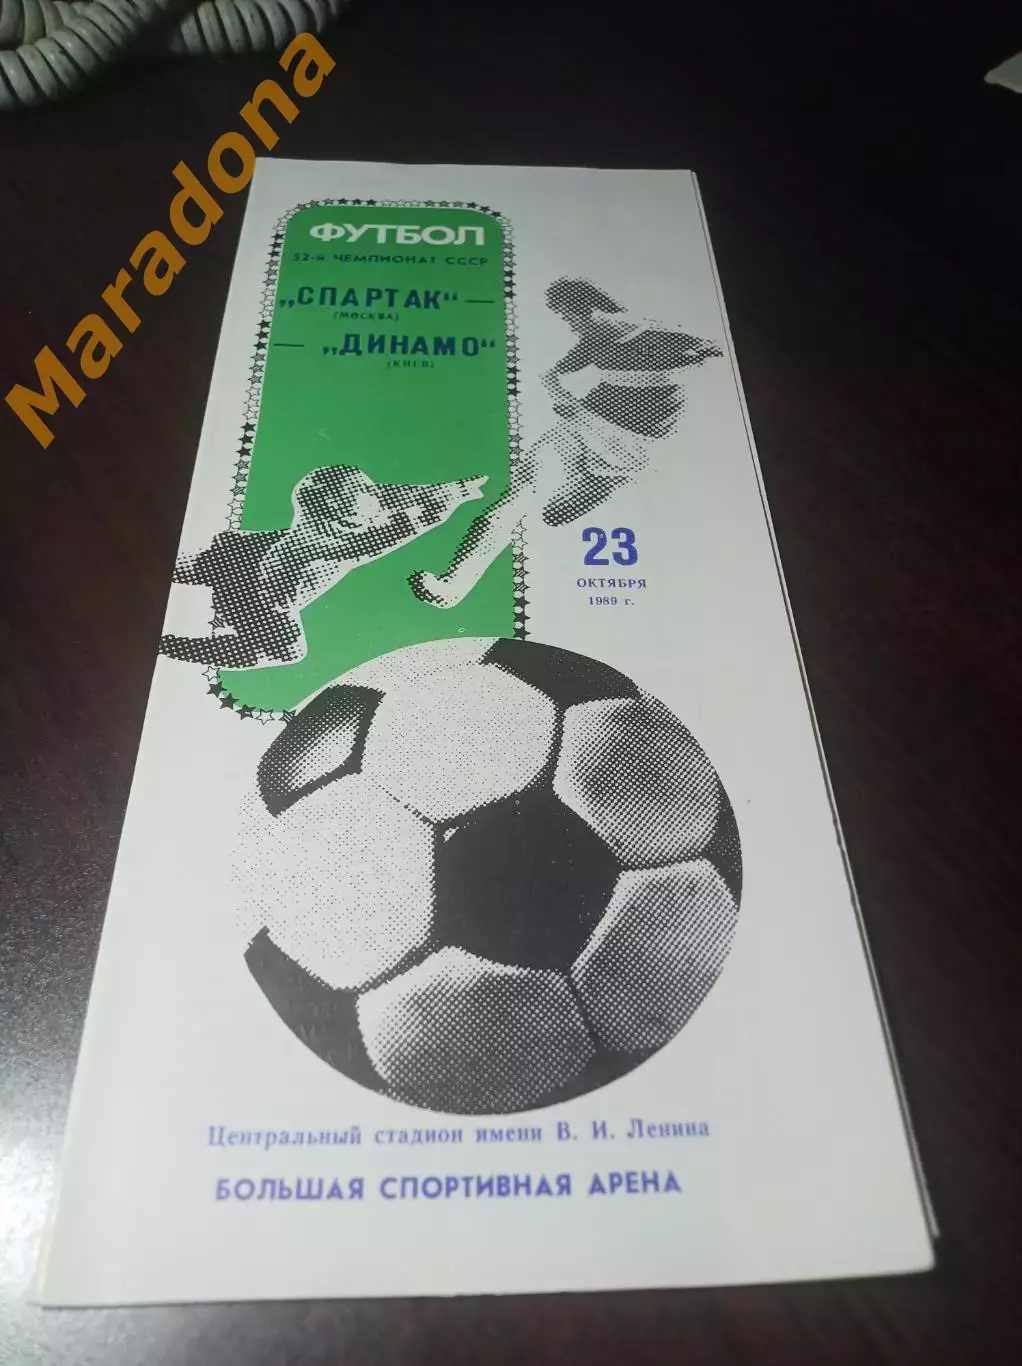 Maradona
ФУТБОЛ
52-й ЧЕМПИОНАТ СССР
„СПАРТАК“ —
(МОСКВА)
— „ДИНАМО“
(КИЕВ)
23
ОКТЯБРЯ
1989 г.
Центральный стадион имени В. И. Ленина
БОЛЬШАЯ СПОРТИВНАЯ АРЕНА